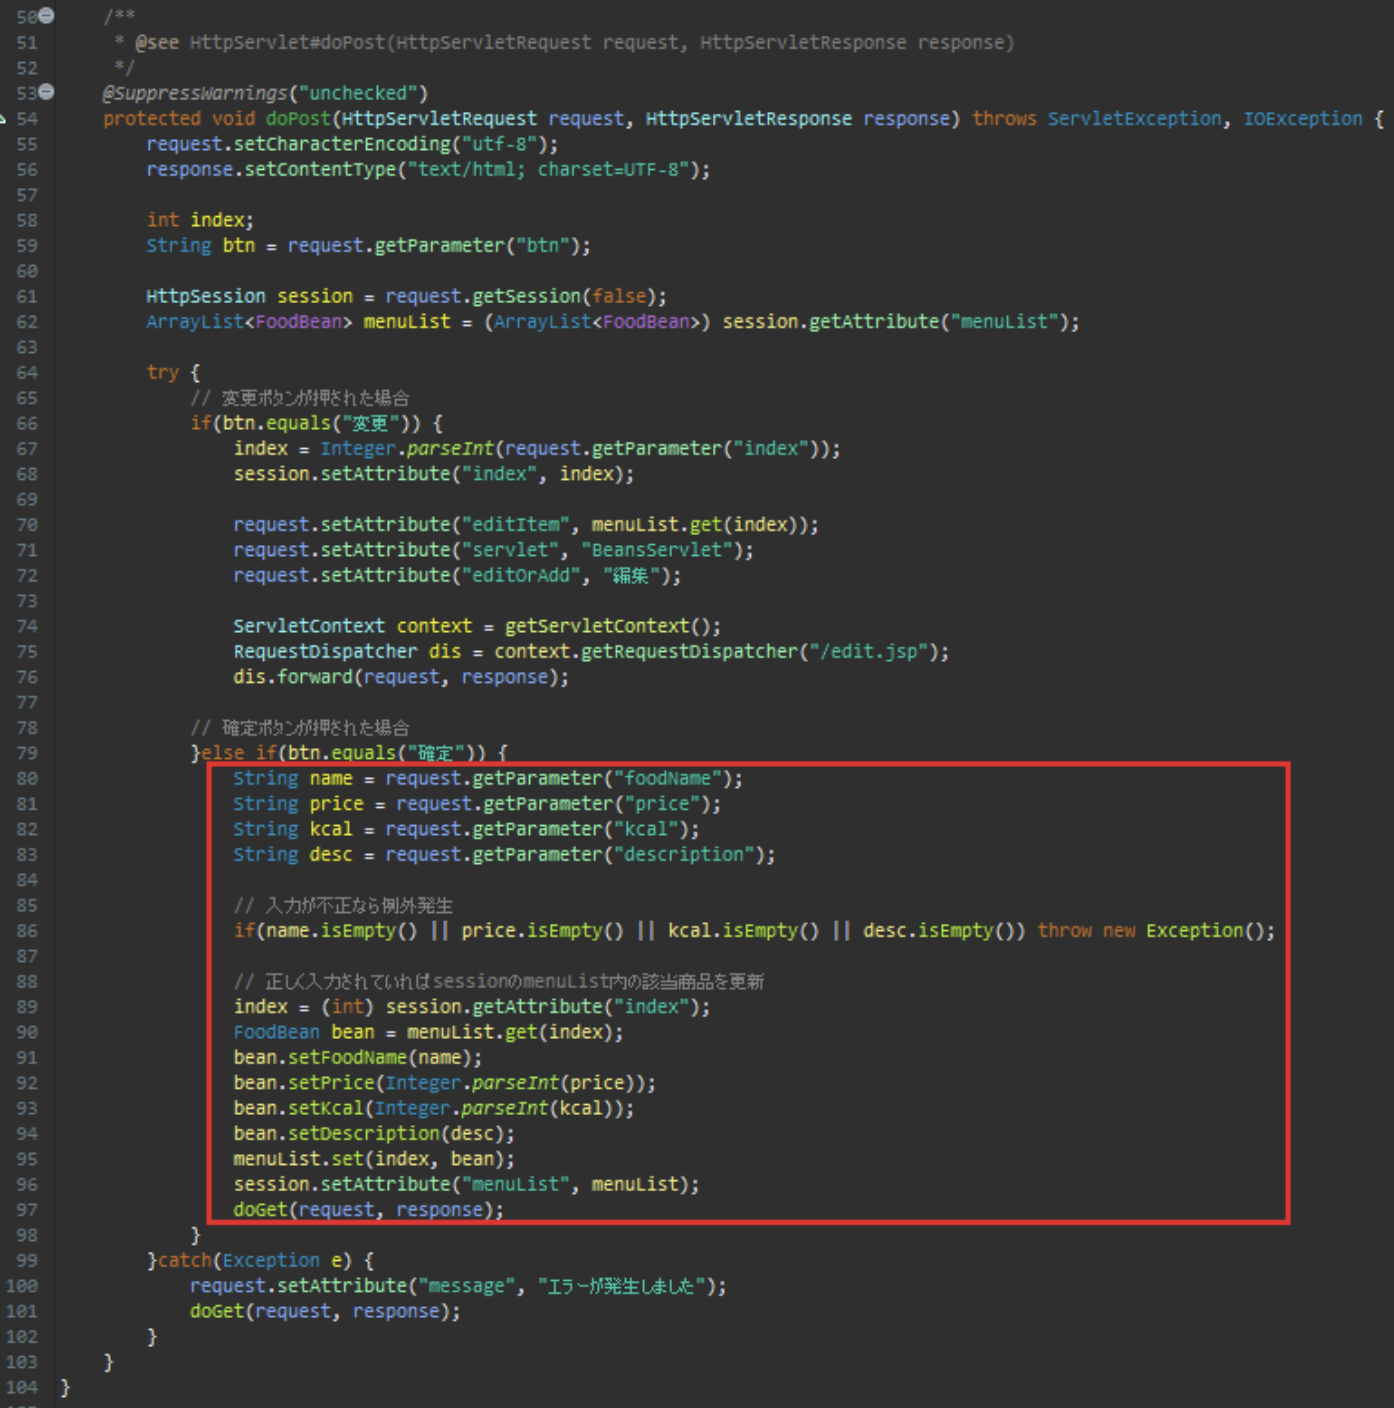 50 /**
51 * @see HttpServlet#doPost(HttpServletRequest request, HttpServletResponse response)
52 */
53 @SuppressWarnings("unchecked")
54 protected void doPost(HttpServletRequest request, HttpServletResponse response) throws ServletException, IOException {
55 request.setCharacterEncoding("utf-8");
56 response.setContentType("text/html; charset=UTF-8");
57
58 int index;
59 String btn = request.getParameter("btn");
60
61 HttpSession session = request.getSession(false);
62 ArrayList<FoodBean> menuList = (ArrayList<FoodBean>) session.getAttribute("menuList");
63
64 try {
65 // 変更ボタンが押された場合
66 if(btn.equals("変更")) {
67 index = Integer.parseInt(request.getParameter("index"));
68 session.setAttribute("index", index);
69
70 request.setAttribute("editItem", menuList.get(index));
71 request.setAttribute("servlet", "BeansServlet");
72 request.setAttribute("editOrAdd", "編集");
73
74 ServletContext context = getServletContext();
75 RequestDispatcher dis = context.getRequestDispatcher("/edit.jsp");
76 dis.forward(request, response);
77
78 // 確定ボタンが押された場合
79 }else if(btn.equals("確定")) {
80 String name = request.getParameter("foodName");
81 String price = request.getParameter("price");
82 String kcal = request.getParameter("kcal");
83 String desc = request.getParameter("description");
84
85 // 入力が不正なら例外発生
86 if(name.isEmpty() || price.isEmpty() || kcal.isEmpty() || desc.isEmpty()) throw new Exception();
87
88 // 正しく入力されていればsessionのmenuList内の該当商品を更新
89 index = (int) session.getAttribute("index");
90 FoodBean bean = menuList.get(index);
91 bean.setFoodName(name);
92 bean.setPrice(Integer.parseInt(price));
93 bean.setKcal(Integer.parseInt(kcal));
94 bean.setDescription(desc);
95 menuList.set(index, bean);
96 session.setAttribute("menuList", menuList);
97 doGet(request, response);
98 }
99 }catch(Exception e) {
100 request.setAttribute("message", "エラーが発生しました");
101 doGet(request, response);
102 }
103 }
104 }